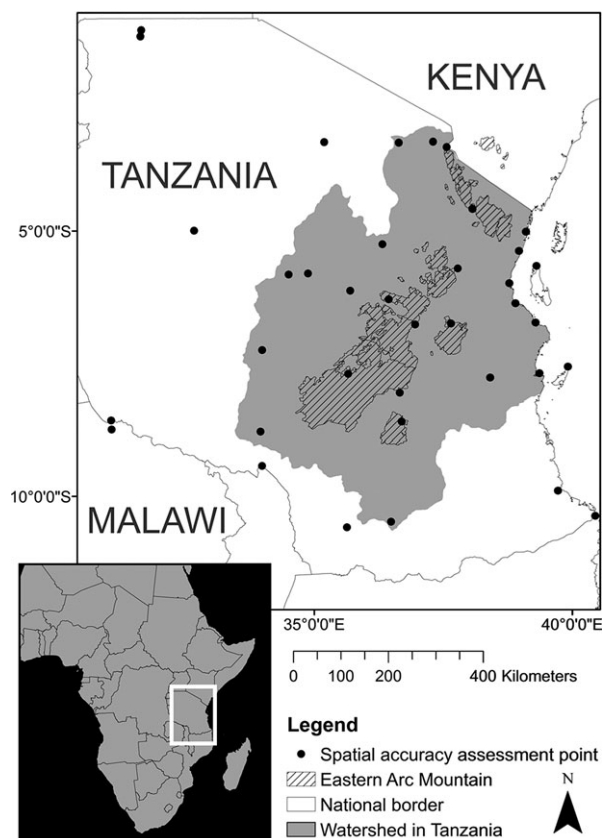 KENYA
TANZANIA
5°0'0"S
10°0'0"S
MALAWI
35°0'0"E 40°0'0"E
0 100 200 400 Kilometers
Legend
Spatial accuracy assessment point
Eastern Arc Mountain
National border
Watershed in Tanzania
N